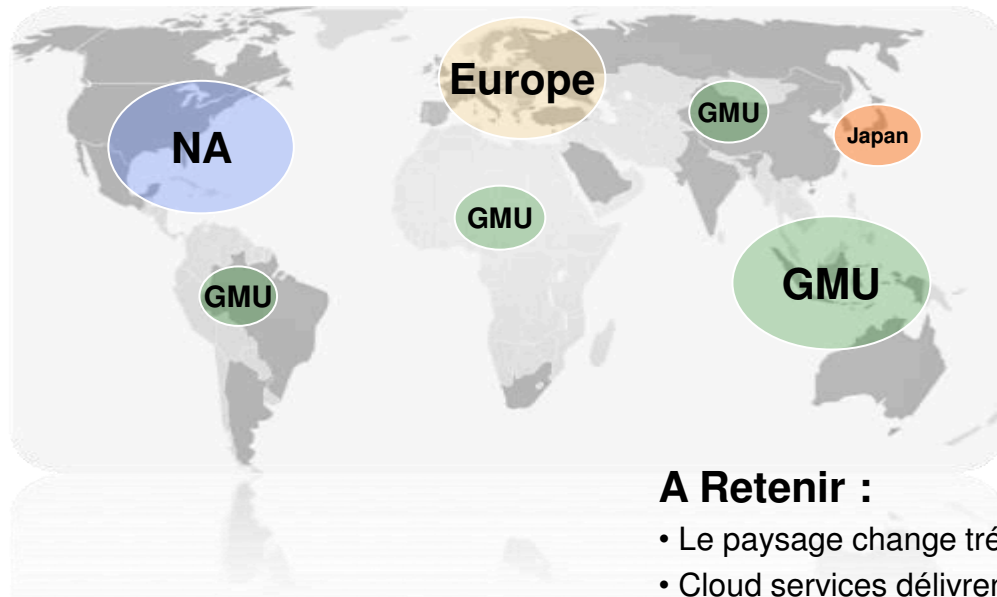 Europe
GMU
Japan
NA
GMU
GMU
GMU
A Retenir :
• Le paysage change
• Cloud services